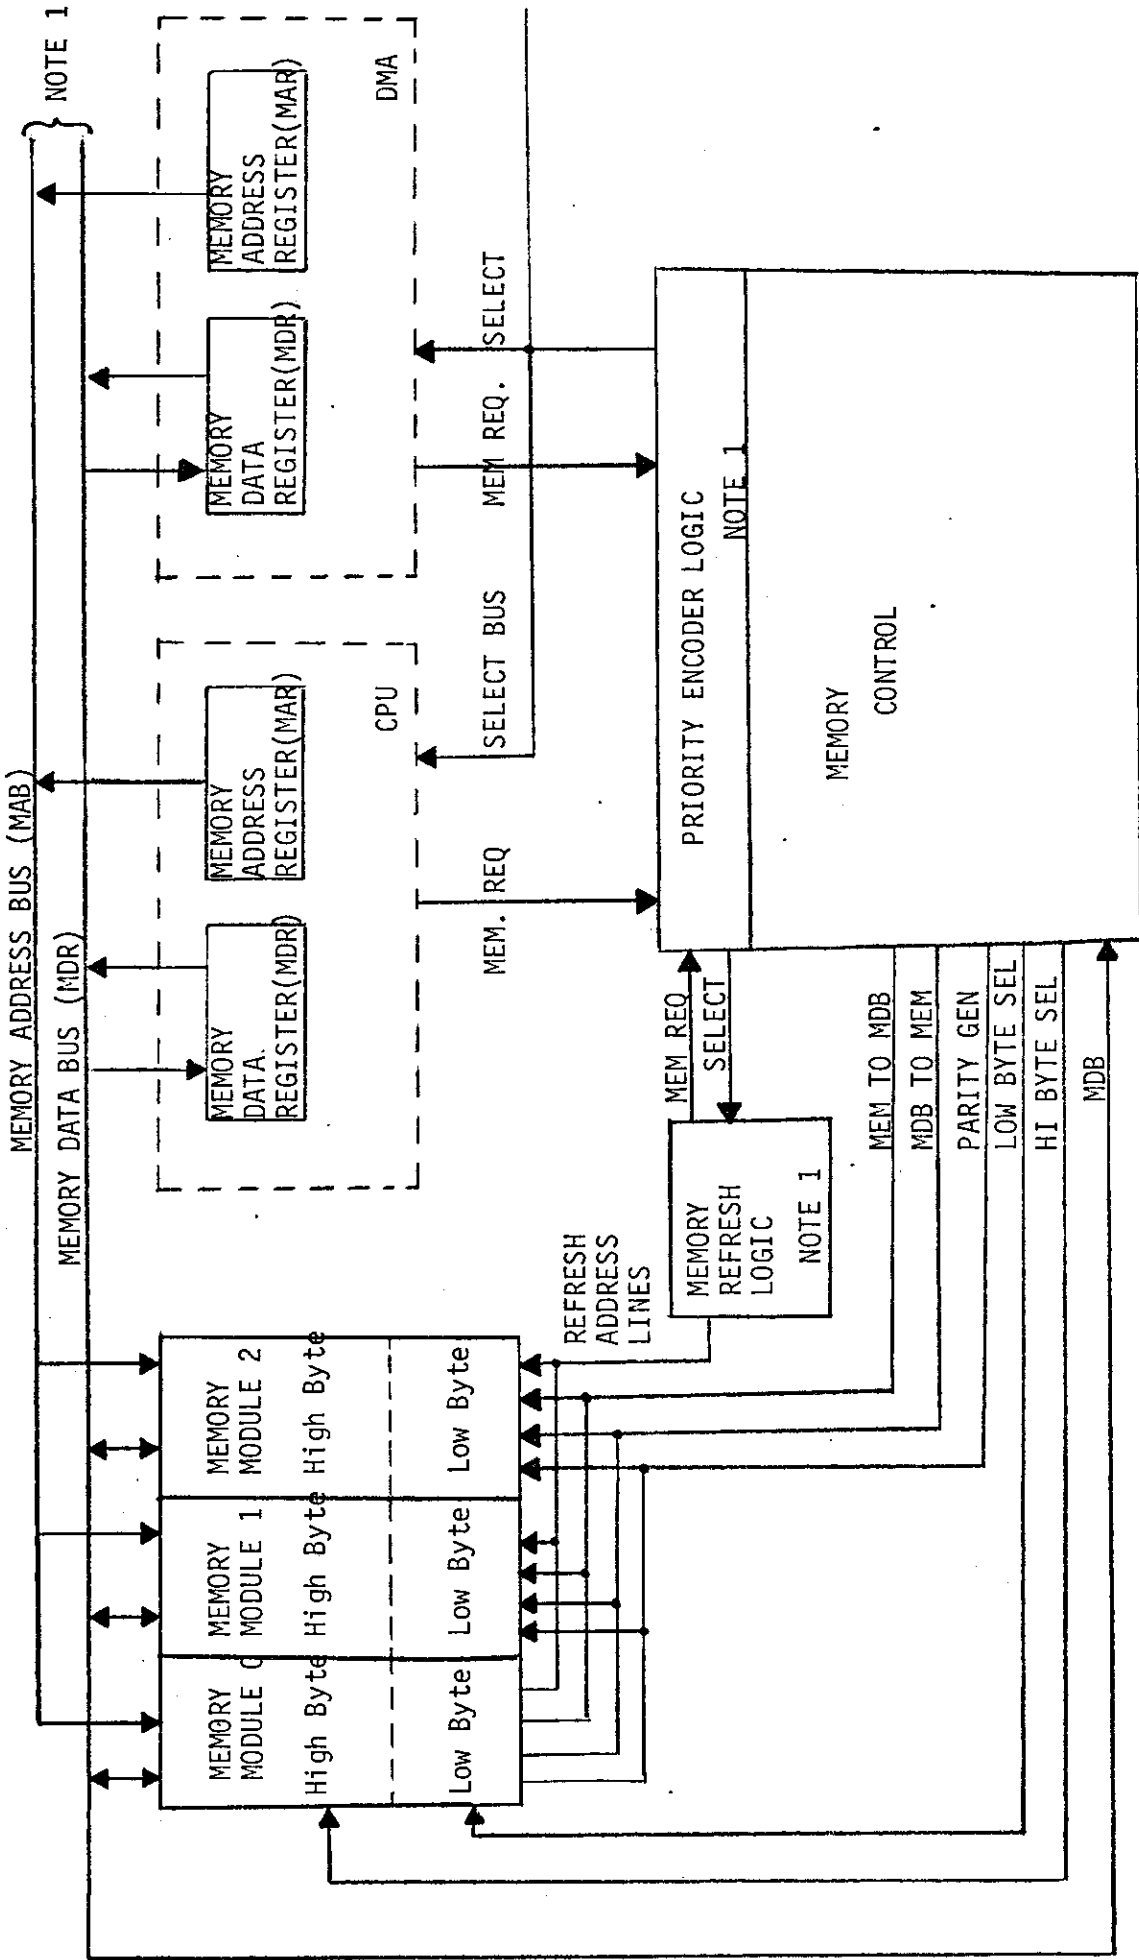 MEMORY ADDRESS BUS (MAB)
NOTE 1
MEMORY DATA BUS (MDR)
MEMORY
MODULE 0
High Byte
Low Byte
MEMORY
MODULE 1
High Byte
Low Byte
MEMORY
MODULE 2
High Byte
Low Byte
MEMORY
DATA.
REGISTER(MDR)
MEMORY
ADDRESS
REGISTER(MAR)
CPU
MEMORY
DATA
REGISTER(MDR)
MEMORY
ADDRESS
REGISTER(MAR)
DMA
MEM. REQ
SELECT BUS
MEM REQ.
SELECT
REFRESH
ADDRESS
LINES
MEMORY
REFRESH
LOGIC
NOTE 1
MEM REQ
SELECT
PRIORITY ENCODER LOGIC
NOTE 1
MEMORY
CONTROL
MEM TO MDB
MDB TO MEM
PARITY GEN
LOW BYTE SEL
HI BYTE SEL
MDB